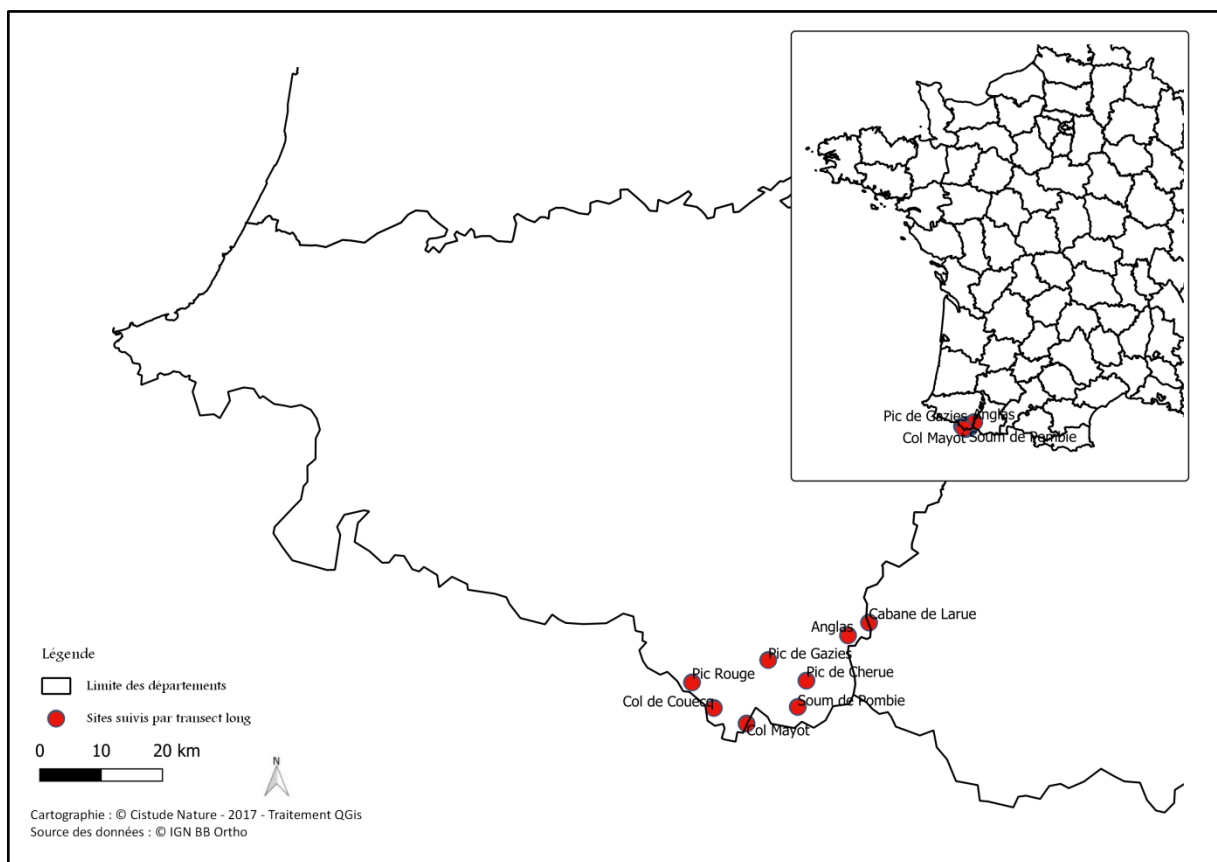 Pic de Gazies
Anglas
Col Mayot
Soum de Pombie
Cabane de Larue
Anglas
Pic de Gazies
Pic Rouge
Pic de Cherue
Col de Couecq
Soum de Pombie
Col Mayot
Légende
Limite des départements
Sites suivis par transect long
0 10 20 km
N
Cartographie : © Cistude Nature - 2017 - Traitement QGis
Source des données : © IGN BB Ortho